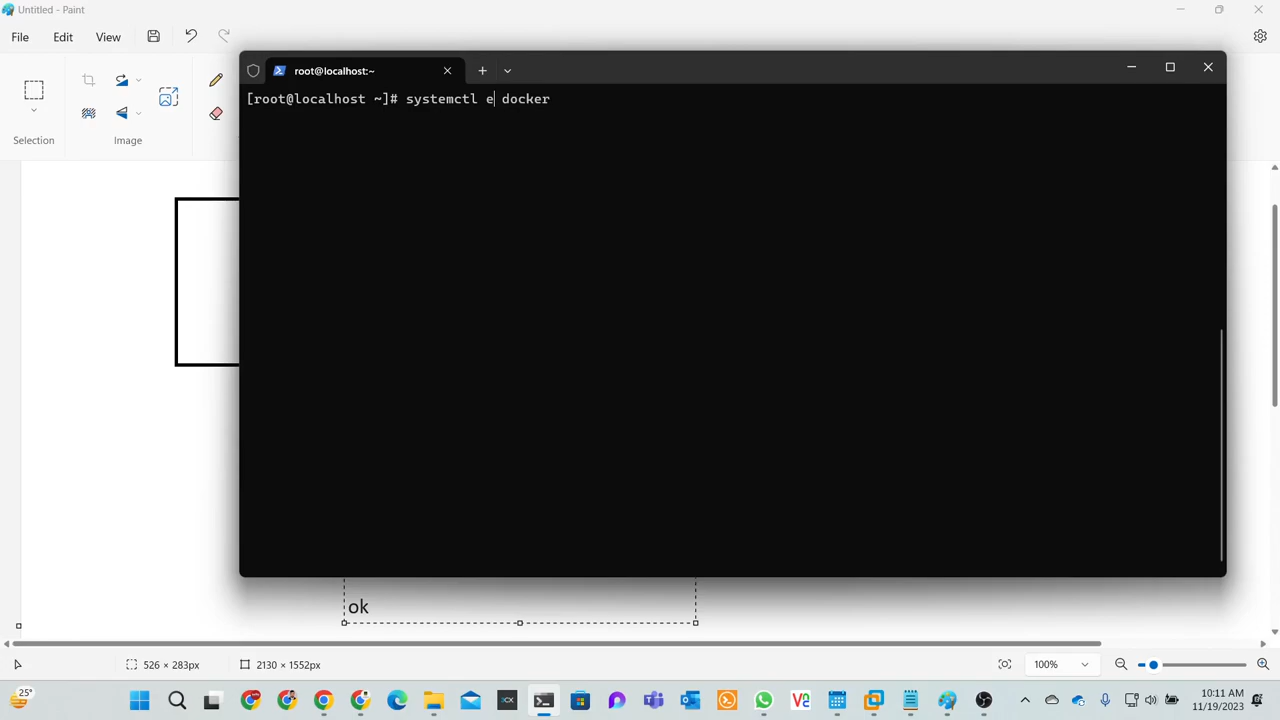 Untitled - Paint
File Edit View
Selection
Image
root@localhost:~
[root@localhost ~]# systemctl e docker
ok
526 × 283px
2130 × 1552px
100%
25°
10:11 AM
11/19/2023